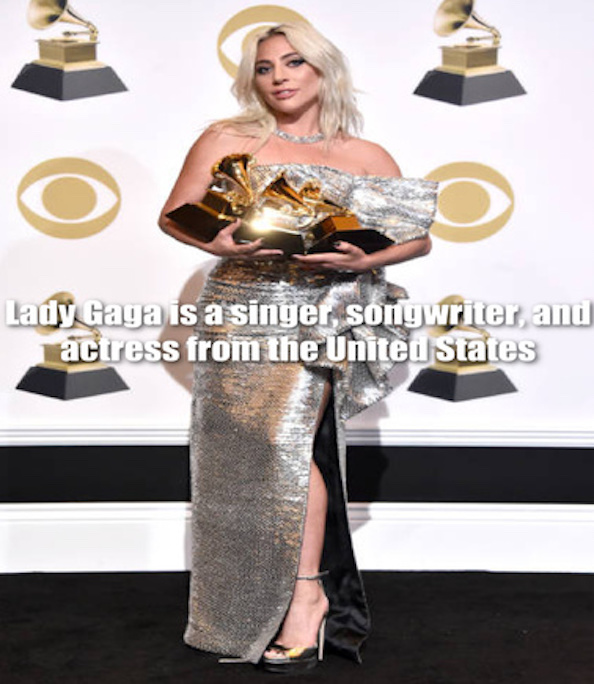 Lady Gaga is a singer, songwriter, and
actress from the United States